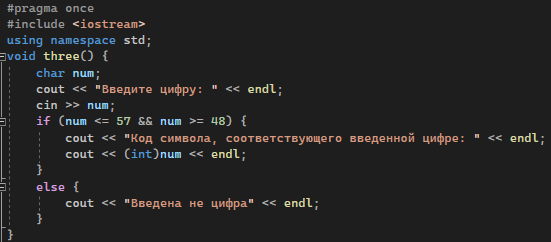 #pragma once
#include <iostream>
using namespace std;
void three() {
    char num;
    cout << "Введите цифру: " << endl;
    cin >> num;
    if (num <= 57 && num >= 48) {
        cout << "Код символа, соответствующего введенной цифре: " << endl;
        cout << (int)num << endl;
    }
    else {
        cout << "Введена не цифра" << endl;
    }
}